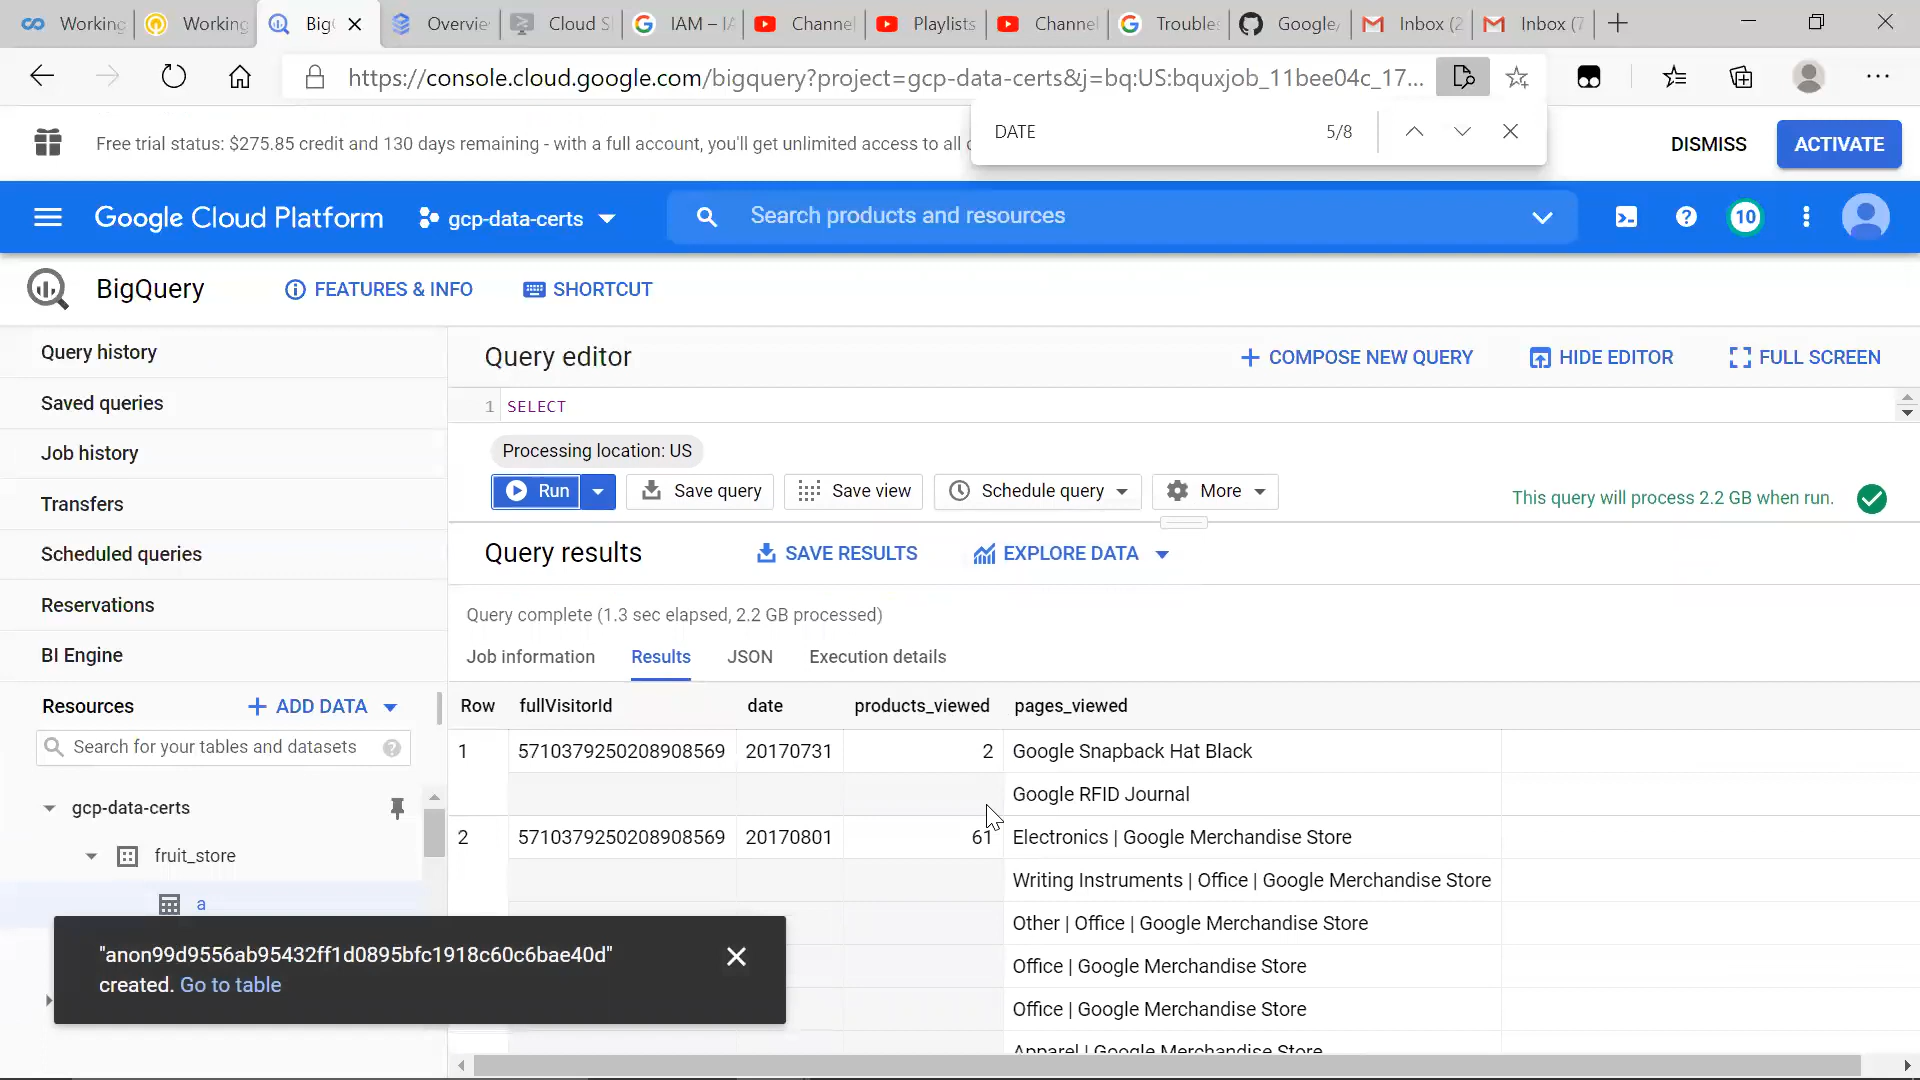 Working
Working
Big
Overvie
Cloud S
IAM – I
Channe
Playlists
Channe
Trouble
Google/
Inbox (2
Inbox (7
https://console.cloud.google.com/bigquery?project=gcp-data-certs&j=bq:US:bquxjob_11bee04c_17...
DATE 5/8
Free trial status: $275.85 credit and 130 days remaining - with a full account, you'll get unlimited access to all
DISMISS
ACTIVATE
Google Cloud Platform
gcp-data-certs
Search products and resources
10
BigQuery
FEATURES & INFO
SHORTCUT
Query history
Saved queries
Job history
Transfers
Scheduled queries
Reservations
BI Engine
Resources
ADD DATA
Search for your tables and datasets
gcp-data-certs
fruit_store
a
Query editor
COMPOSE NEW QUERY
HIDE EDITOR
FULL SCREEN
1 SELECT
Processing location: US
Run
Save query
Save view
Schedule query
More
This query will process 2.2 GB when run.
Query results
SAVE RESULTS
EXPLORE DATA
Query complete (1.3 sec elapsed, 2.2 GB processed)
Job information
Results
JSON
Execution details
Row fullVisitorId date products_viewed pages_viewed
1 5710379250208908569 20170731 2 Google Snapback Hat Black
Google RFID Journal
2 5710379250208908569 20170801 61 Electronics | Google Merchandise Store
Writing Instruments | Office | Google Merchandise Store
Other | Office | Google Merchandise Store
Office | Google Merchandise Store
Office | Google Merchandise Store
Apparel | Google Merchandise Store
"anon99d9556ab95432ff1d0895bfc1918c60c6bae40d"
created. Go to table